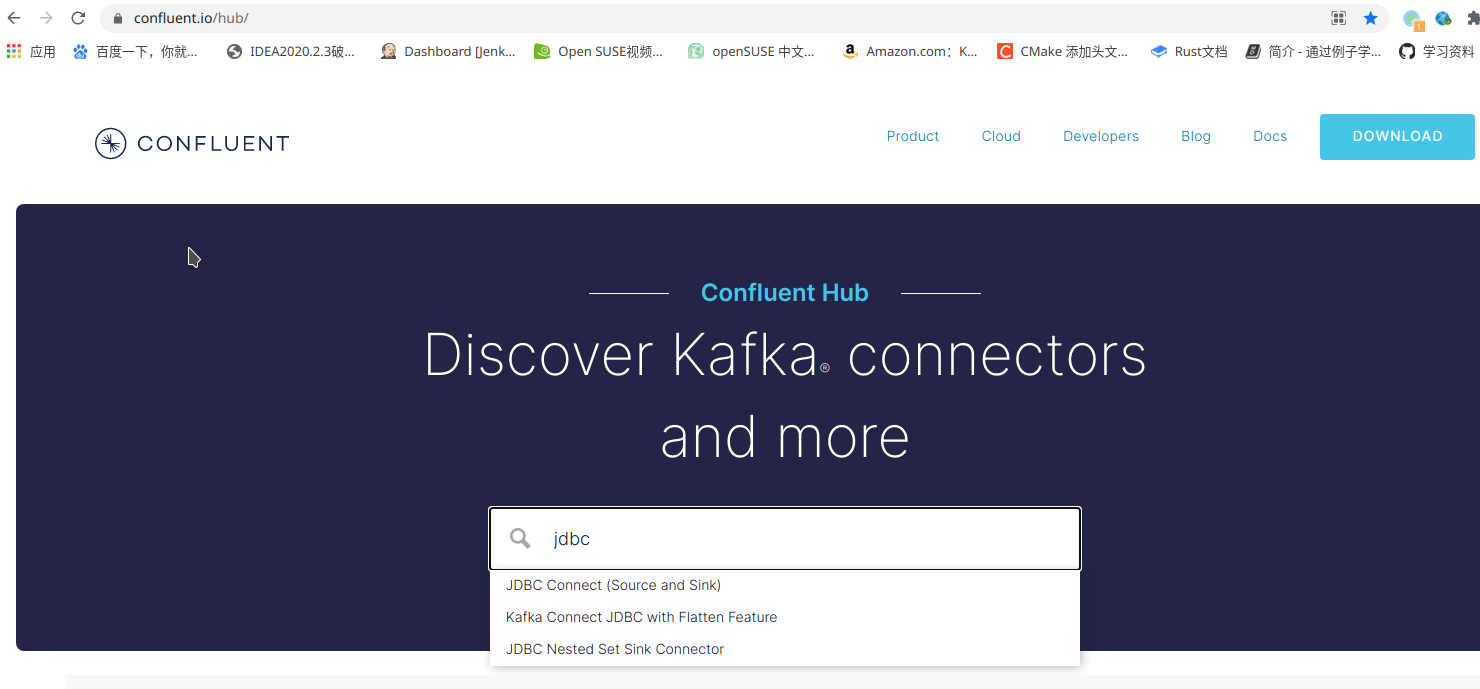 confluent.io/hub/
1
应用 百度一下，你就... IDEA2020.2.3破... Dashboard [Jenk... Open SUSE视频... openSUSE 中文... Amazon.com：K... CMake 添加头文... Rust文档 简介 - 通过例子学... 学习资料
CONFLUENT Product Cloud Developers Blog Docs DOWNLOAD
Confluent Hub
Discover Kafka® connectors
and more
jdbc
JDBC Connect (Source and Sink)
Kafka Connect JDBC with Flatten Feature
JDBC Nested Set Sink Connector